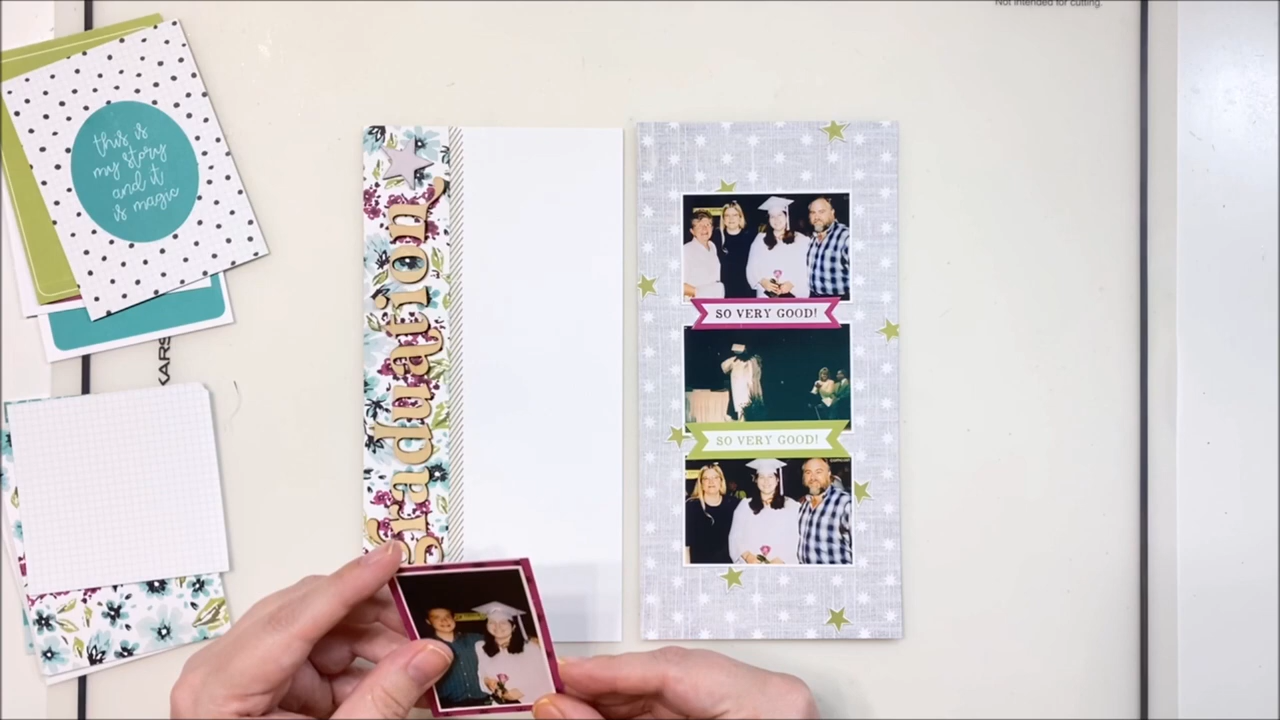 Not intended for cutting.
this is
my story
and it
is magic
KARS
Graduation
SO VERY GOOD!
SO VERY GOOD!